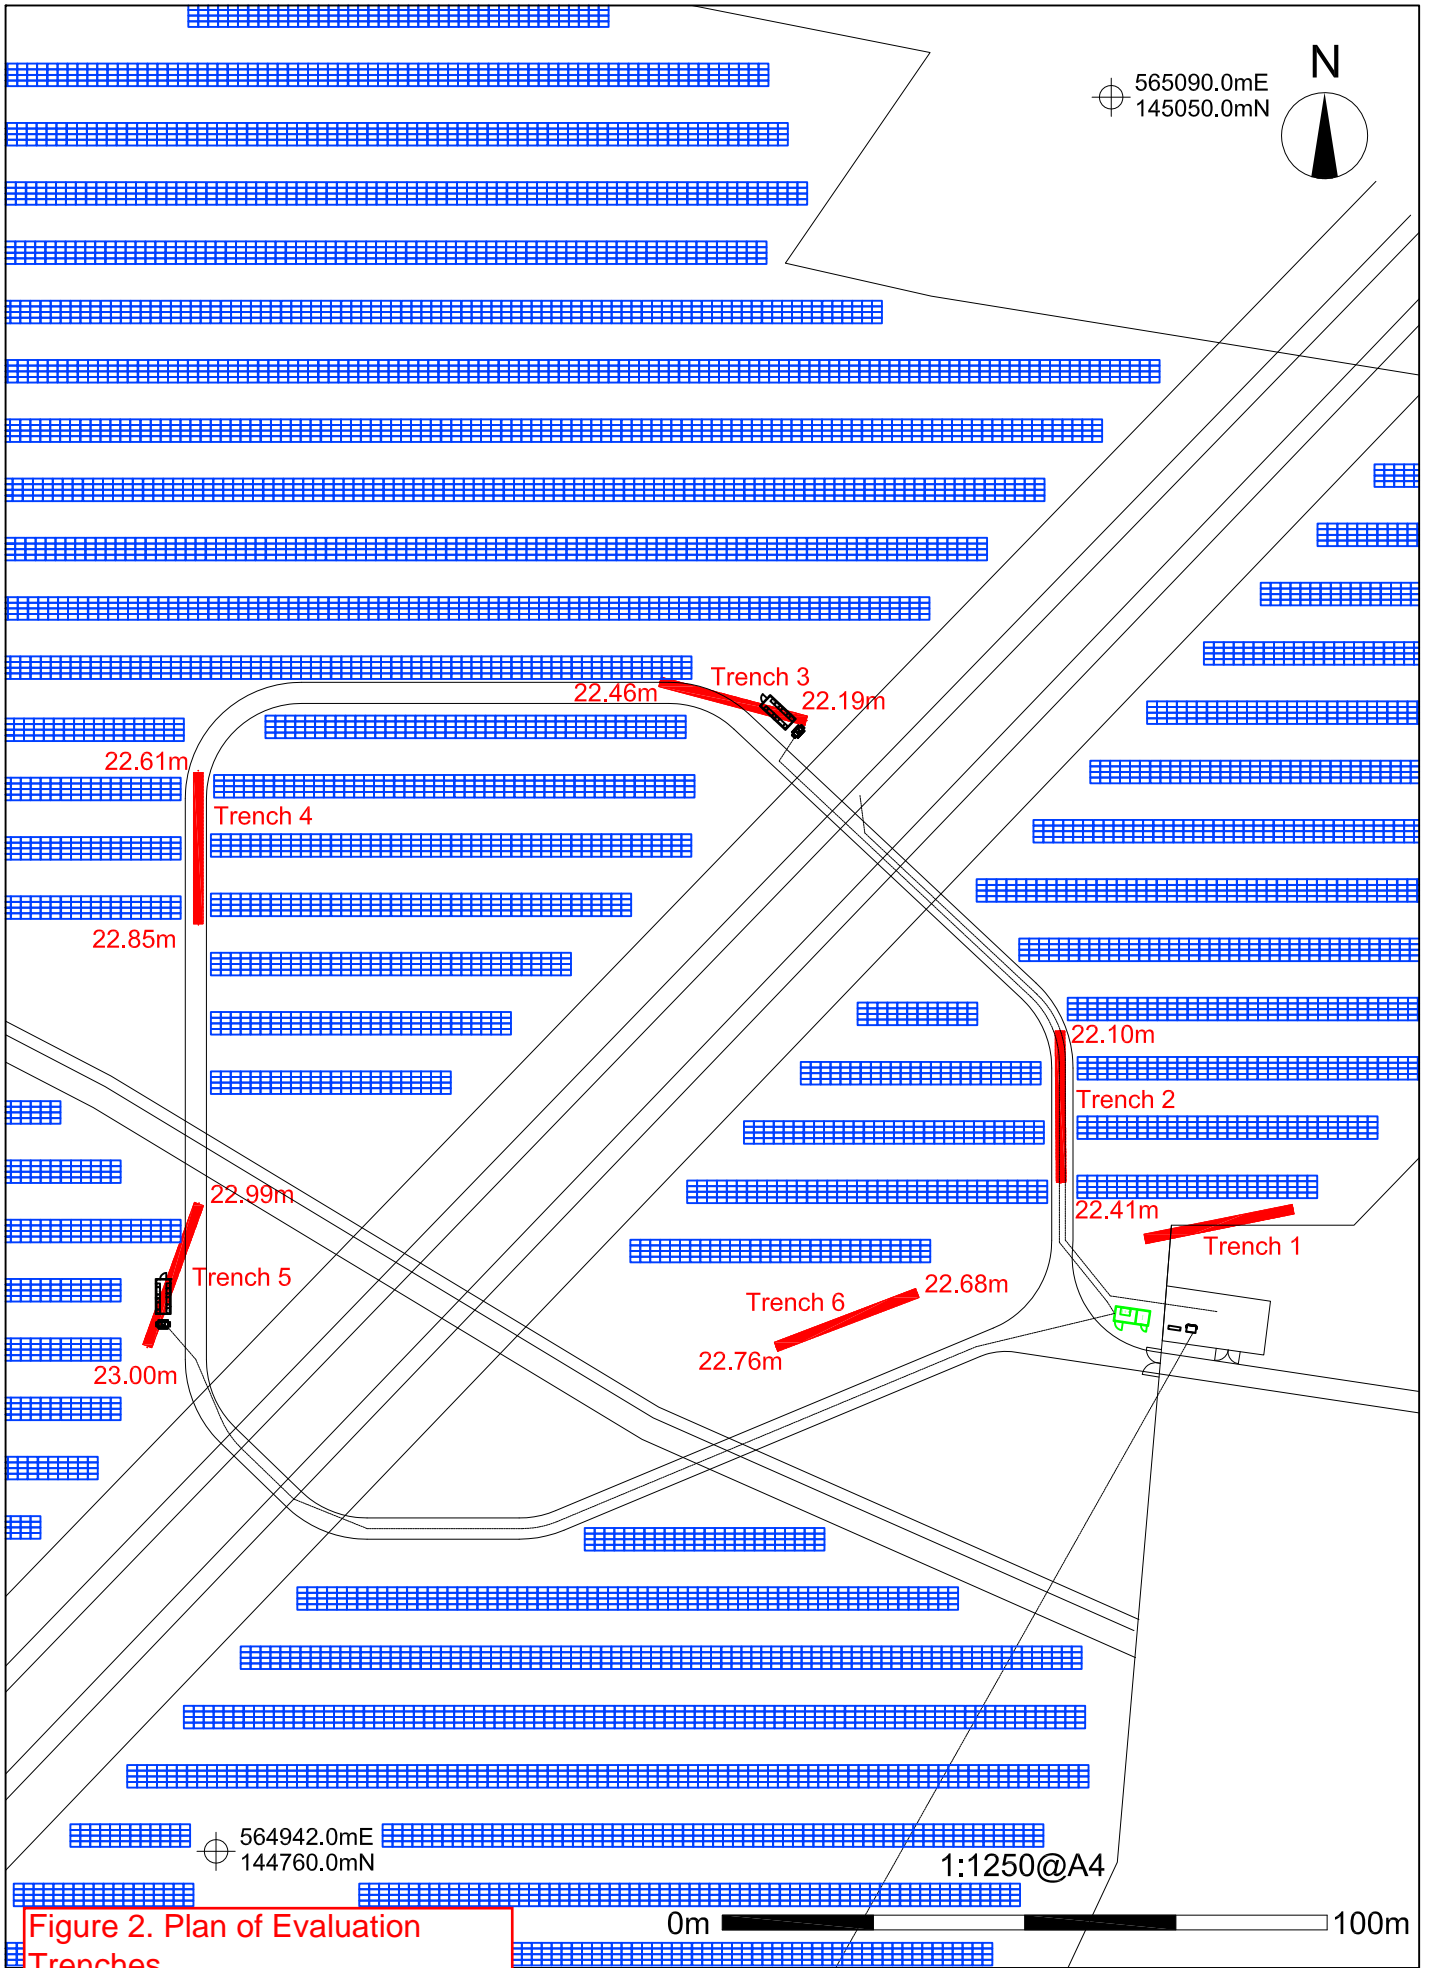 N
565090.0mE
145050.0mN
Trench 3
22.46m
22.19m
22.61m
Trench 4
22.85m
22.10m
Trench 2
22.99m
22.41m
Trench 1
Trench 5
22.68m
Trench 6
22.76m
23.00m
564942.0mE
144760.0mN
1:1250@A4
0m
100m
Figure 2. Plan of Evaluation
Trenches